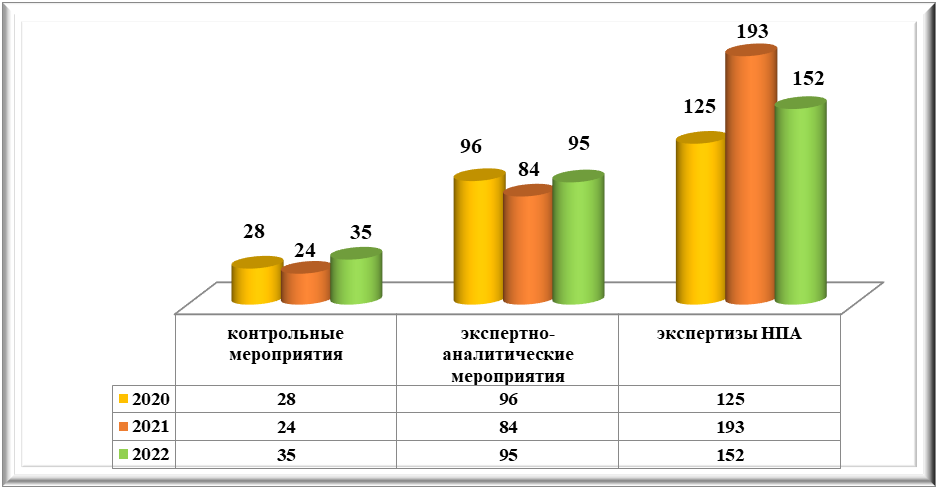 193
152
125
96
84
95
28
24
35
контрольные
мероприятия
экспертно-
аналитические
мероприятия
экспертизы НПА
2020 28 96 125
2021 24 84 193
2022 35 95 152